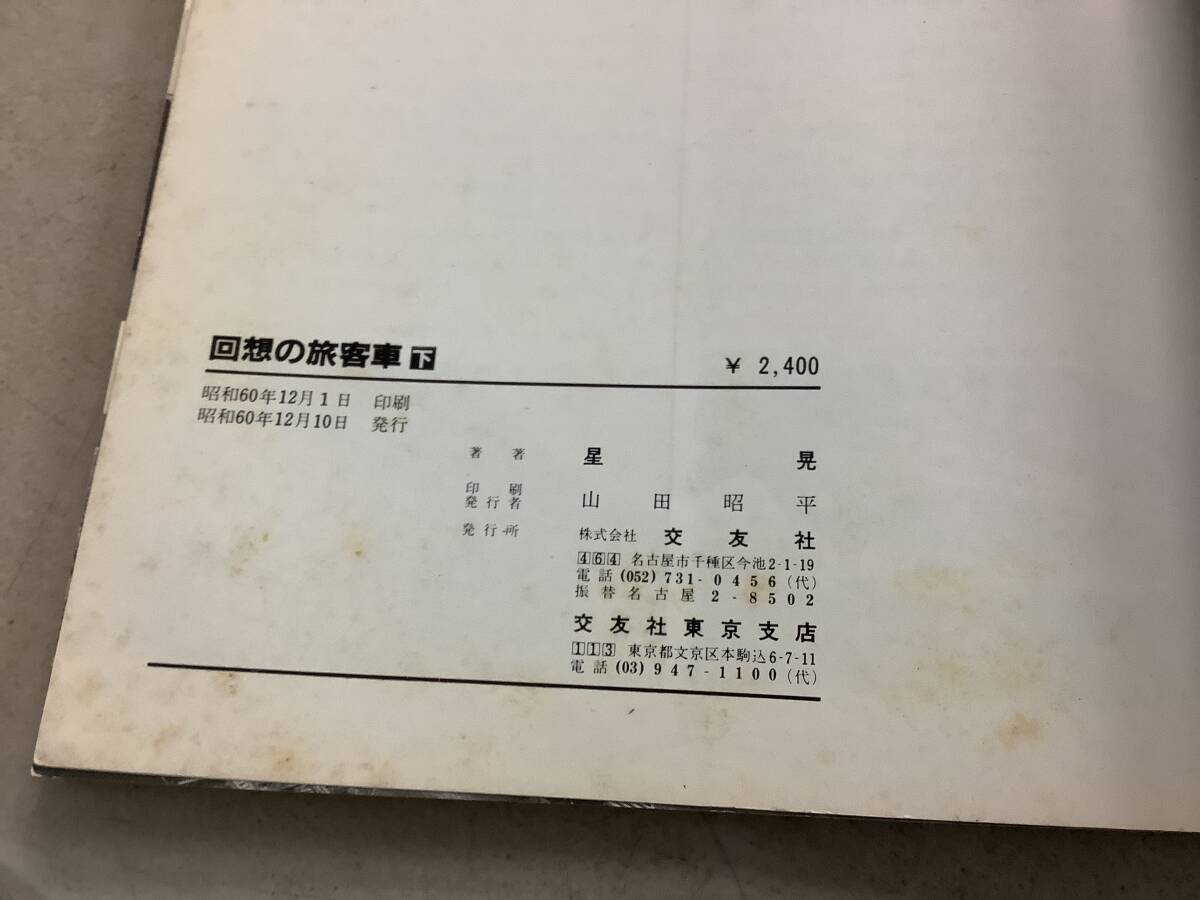 回想の旅客車 下 ¥ 2,400
昭和60年12月1日 印刷
昭和60年12月10日 発行
著者 星 晃
印刷
発行者 山田昭平
発行所 株式会社 交友社
464 名古屋市千種区今池2-1-19
電話 (052) 731-0456 (代)
振替名古屋 2-8502
交友社東京支店
113 東京都文京区本駒込6-7-11
電話 (03) 947-1100 (代)